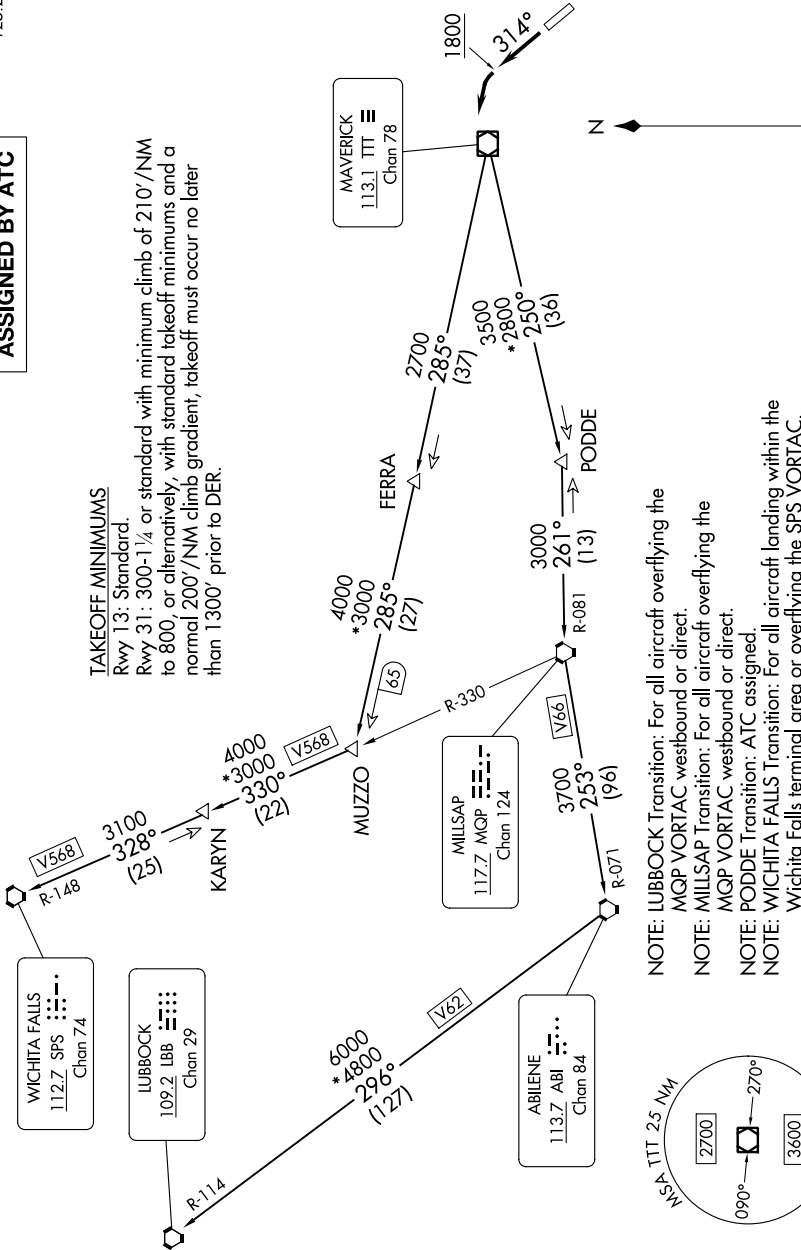 ASSIGNED BY ATC
TAKEOFF MINIMUMS
Rwy 13: Standard.
Rwy 31: 300-1¼ or standard with minimum climb of 210'/NM
to 800, or alternatively, with standard takeoff minimums and a
normal 200'/NM climb gradient, takeoff must occur no later
than 1300' prior to DER.
WICHITA FALLS
112.7 SPS
Chan 74
LUBBOCK
109.2 LBB
Chan 29
V568
R-148
3100
328°
(25)
KARYN
4000
*3000
330°
(22)
V568
MUZZO
65
4000
*3000
285°
(27)
FERRA
2700
285°
(37)
MAVERICK
113.1 TTT
Chan 78
1800
314°
3500
*2800
250°
(36)
PODDE
3000
261°
(13)
R-081
R-330
MILLSAP
117.7 MQP
Chan 124
V66
3700
253°
(96)
R-071
ABILENE
113.7 ABI
Chan 84
V62
6000
*4800
296°
(127)
R-114
N
MSA TTT 25 NM
2700
090°
270°
3600
NOTE: LUBBOCK Transition: For all aircraft overflying the
MQP VORTAC westbound or direct.
NOTE: MILLSAP Transition: For all aircraft overflying the
MQP VORTAC westbound or direct.
NOTE: PODDE Transition: ATC assigned.
NOTE: WICHITA FALLS Transition: For all aircraft landing within the
Wichita Falls terminal area or overflying the SPS VORTAC.